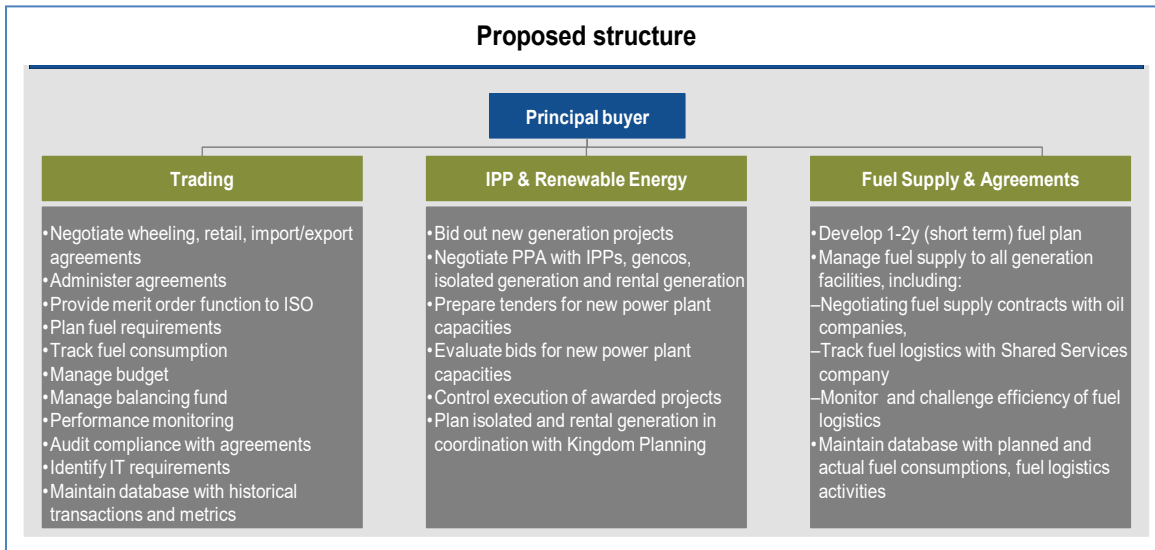 Proposed structure
Principal buyer
Trading
•Negotiate wheeling, retail, import/export
agreements
•Administer agreements
•Provide merit order function to ISO
•Plan fuel requirements
•Track fuel consumption
•Manage budget
•Manage balancing fund
•Performance monitoring
•Audit compliance with agreements
•Identify IT requirements
•Maintain database with historical
transactions and metrics
IPP & Renewable Energy
•Bid out new generation projects
•Negotiate PPA with IPPs, gencos,
isolated generation and rental generation
•Prepare tenders for new power plant
capacities
•Evaluate bids for new power plant
capacities
•Control execution of awarded projects
•Plan isolated and rental generation in
coordination with Kingdom Planning
Fuel Supply & Agreements
•Develop 1-2y (short term) fuel plan
•Manage fuel supply to all generation
facilities, including:
–Negotiating fuel supply contracts with oil
companies,
–Track fuel logistics with Shared Services
company
–Monitor and challenge efficiency of fuel
logistics
•Maintain database with planned and
actual fuel consumptions, fuel logistics
activities